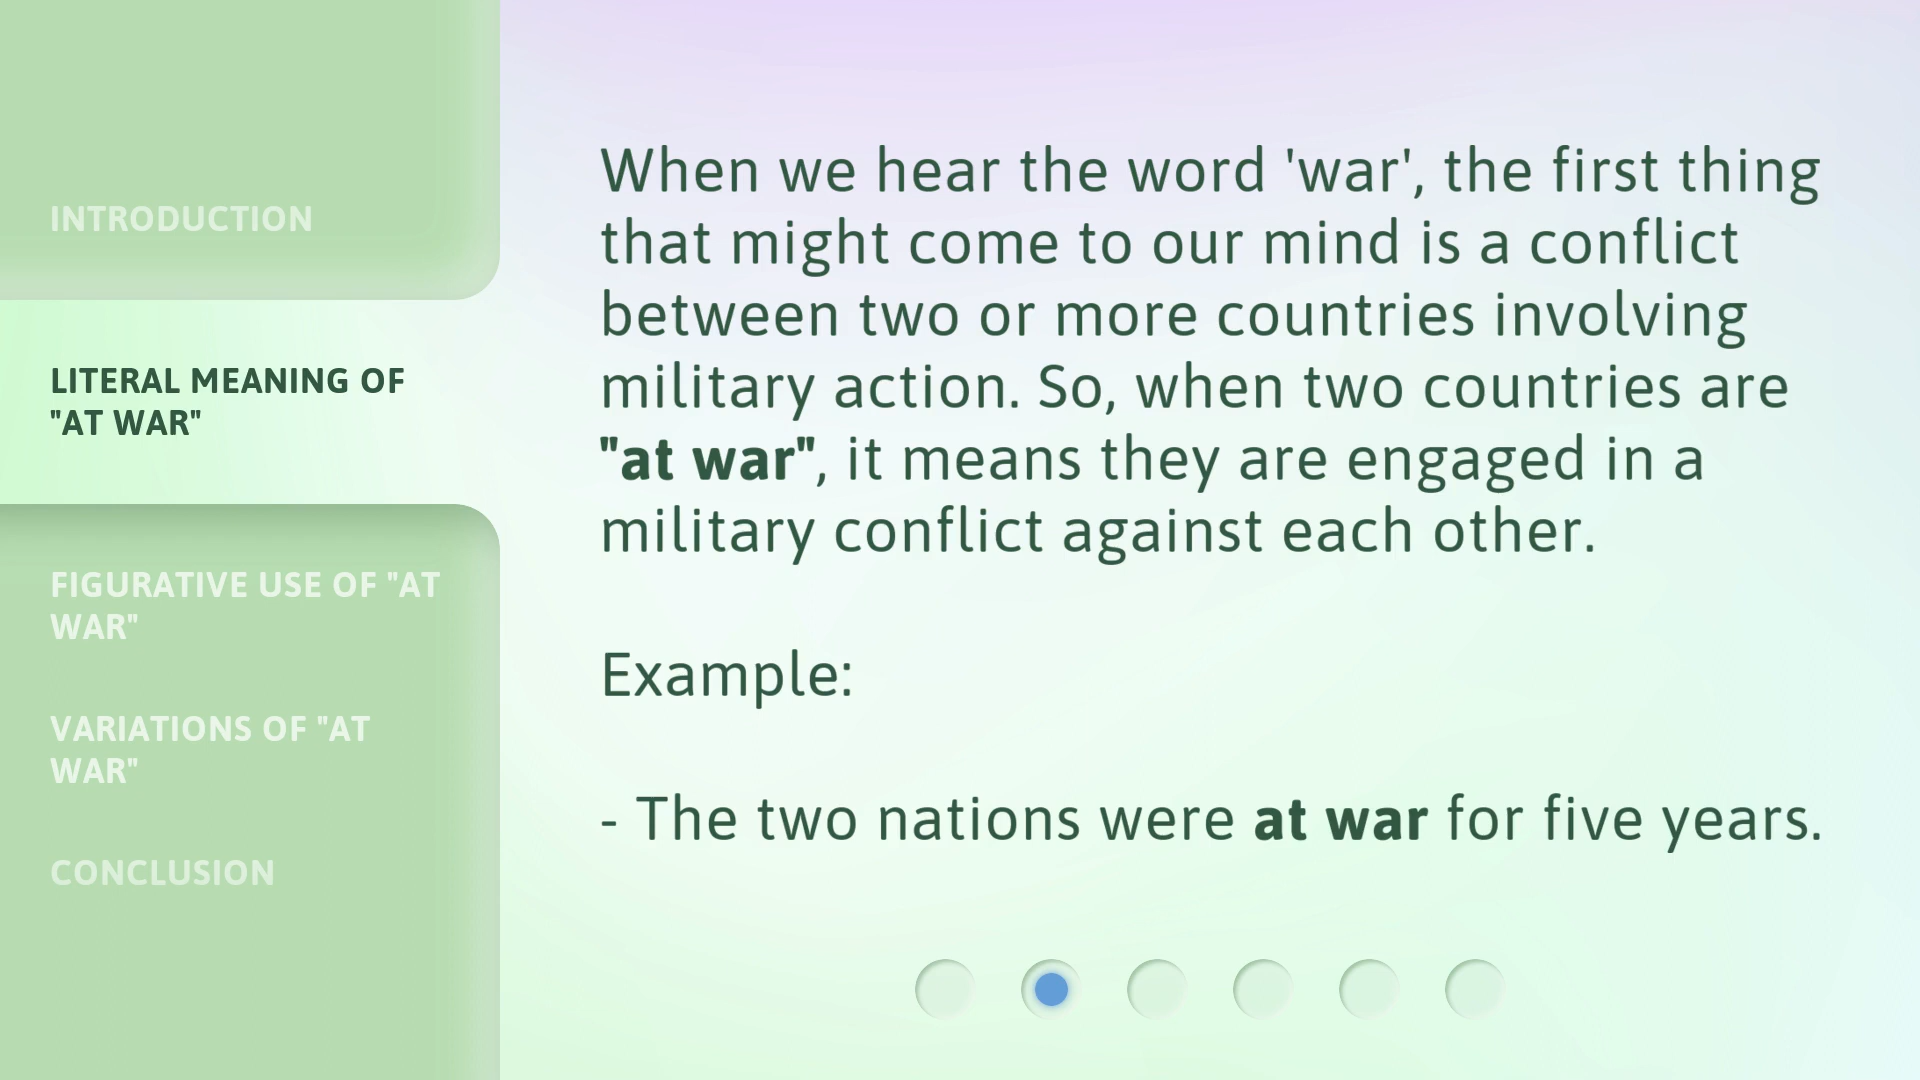 INTRODUCTION
LITERAL MEANING OF
"AT WAR"
FIGURATIVE USE OF "AT
WAR"
VARIATIONS OF "AT
WAR"
CONCLUSION
When we hear the word 'war', the first thing
that might come to our mind is a conflict
between two or more countries involving
military action. So, when two countries are
"at war", it means they are engaged in a
military conflict against each other.
Example:
- The two nations were at war for five years.